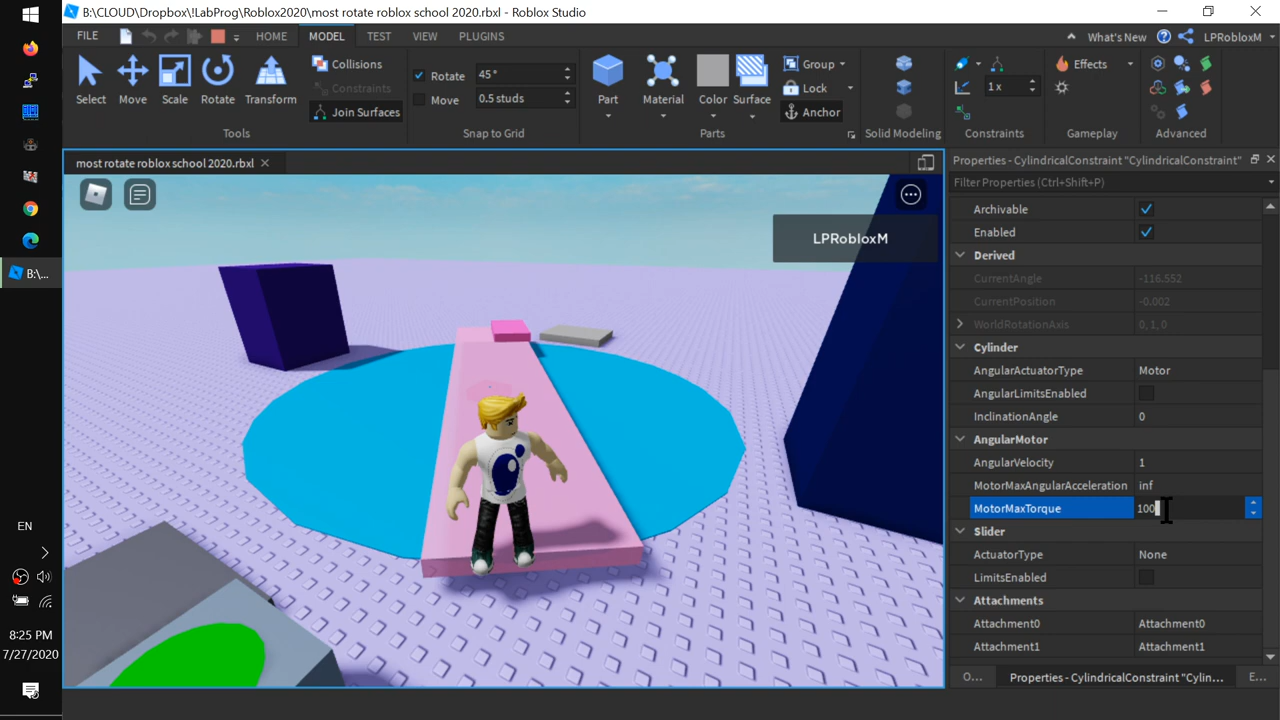 B:\CLOUD\Dropbox\!LabProg\Roblox2020\most rotate roblox school 2020.rbxl - Roblox Studio
FILE HOME MODEL TEST VIEW PLUGINS What's New LPRobloxM
Select Move Scale Rotate Transform
Collisions
Constraints
Join Surfaces
Tools
Rotate 45°
Move 0.5 studs
Snap to Grid
Part Material Color Surface
Group
Lock
Anchor
Parts
Solid Modeling
1 x
Constraints
Effects
Gameplay
Advanced
most rotate roblox school 2020.rbxl
LPRobloxM
Properties - CylindricalConstraint "CylindricalConstraint"
Filter Properties (Ctrl+Shift+P)
Archivable
Enabled
Derived
CurrentAngle -116.552
CurrentPosition -0.002
WorldRotationAxis 0, 1, 0
Cylinder
AngularActuatorType Motor
AngularLimitsEnabled
InclinationAngle 0
AngularMotor
AngularVelocity 1
MotorMaxAngularAcceleration inf
MotorMaxTorque 100
Slider
ActuatorType None
LimitsEnabled
Attachments
Attachment0 Attachment0
Attachment1 Attachment1
O... Properties - CylindricalConstraint "Cylin... E...
B:\...
EN
8:25 PM
7/27/2020